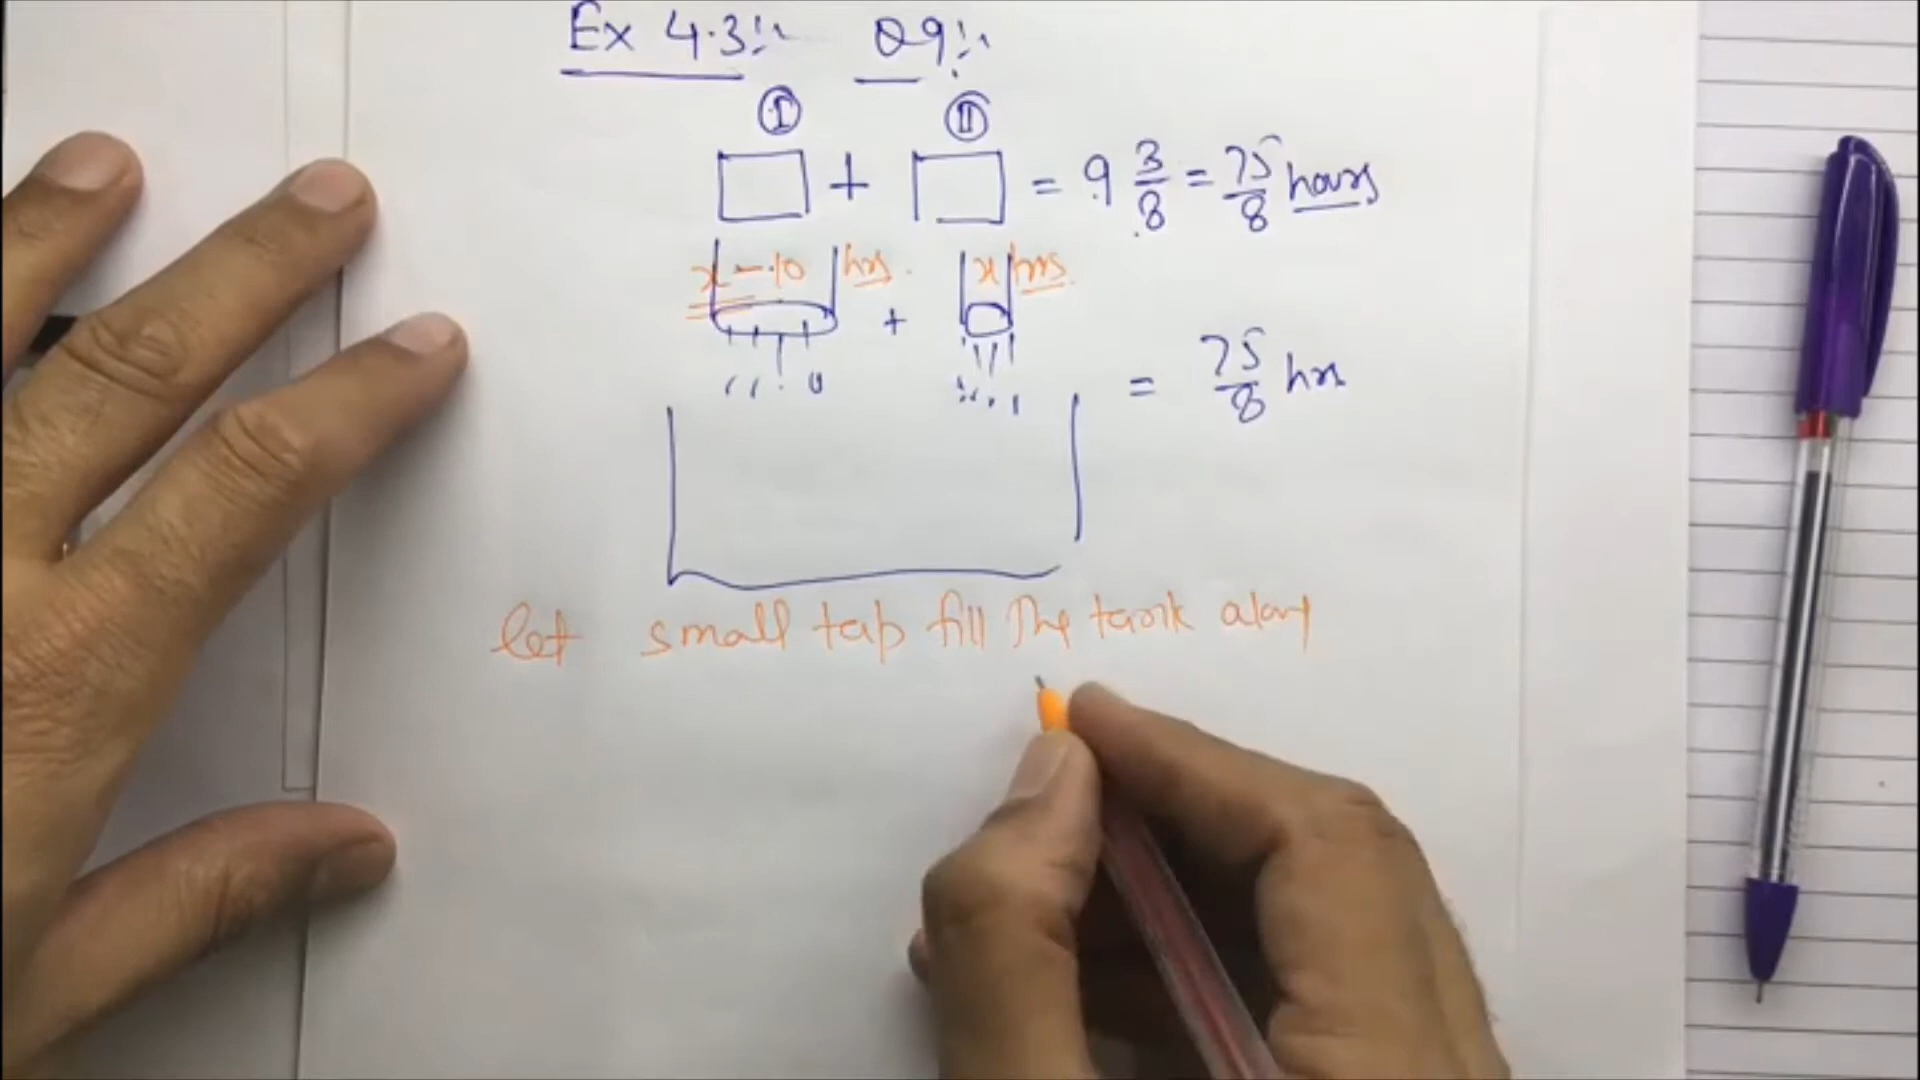 Ex 4.3:- Q9:-
I II
+ = 9 3/8 = 75/8 hours
x - 10 hrs. x hrs.
+
= 75/8 hrs
let small tap fill the tank alon